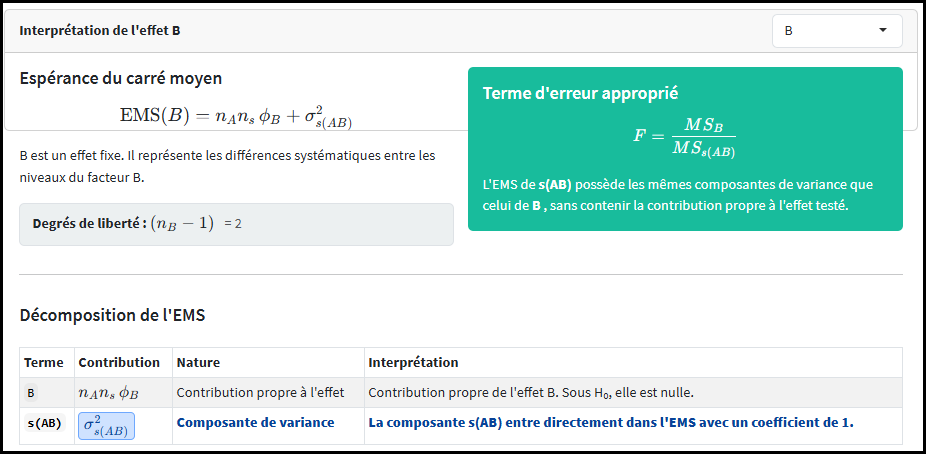 Interprétation de l'effet B
B
Espérance du carré moyen
EMS(B) = n_A n_s ϕ_B + σ²_{s(AB)}
B est un effet fixe. Il représente les différences systématiques entre les
niveaux du facteur B.
Degrés de liberté : (n_B − 1) = 2
Terme d'erreur approprié
F = MS_B / MS_{s(AB)}
L'EMS de s(AB) possède les mêmes composantes de variance que
celui de B , sans contenir la contribution propre à l'effet testé.
Décomposition de l'EMS
Terme Contribution Nature Interprétation
B n_A n_s ϕ_B Contribution propre à l'effet Contribution propre de l'effet B. Sous H₀, elle est nulle.
s(AB) σ²_{s(AB)} Composante de variance La composante s(AB) entre directement dans l'EMS avec un coefficient de 1.